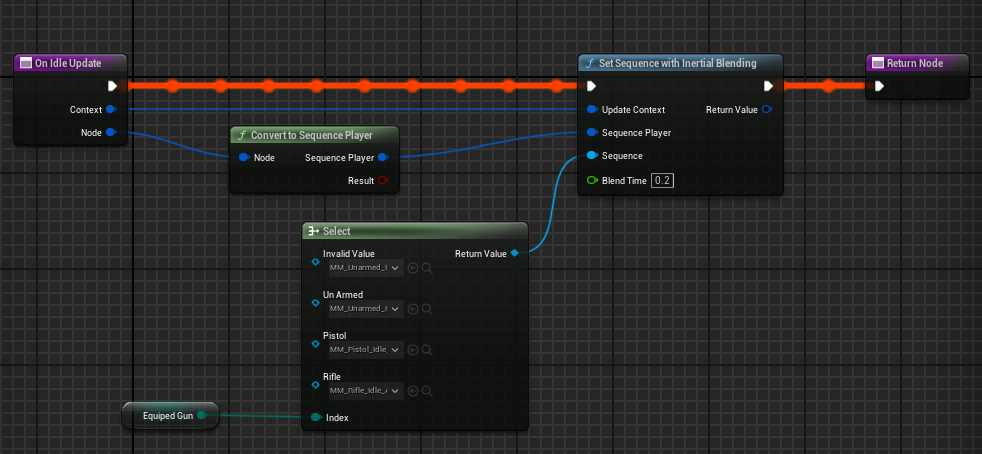 On Idle Update
Context
Node
f Convert to Sequence Player
Node
Sequence Player
Result
f Set Sequence with Inertial Blending
Update Context
Return Value
Sequence Player
Sequence
Blend Time 0.2
Return Node
Select
Invalid Value
Return Value
MM_Unarmed_I
Un Armed
MM_Unarmed_I
Pistol
MM_Pistol_Idle_
Rifle
MM_Rifle_Idle_A
Index
Equiped Gun